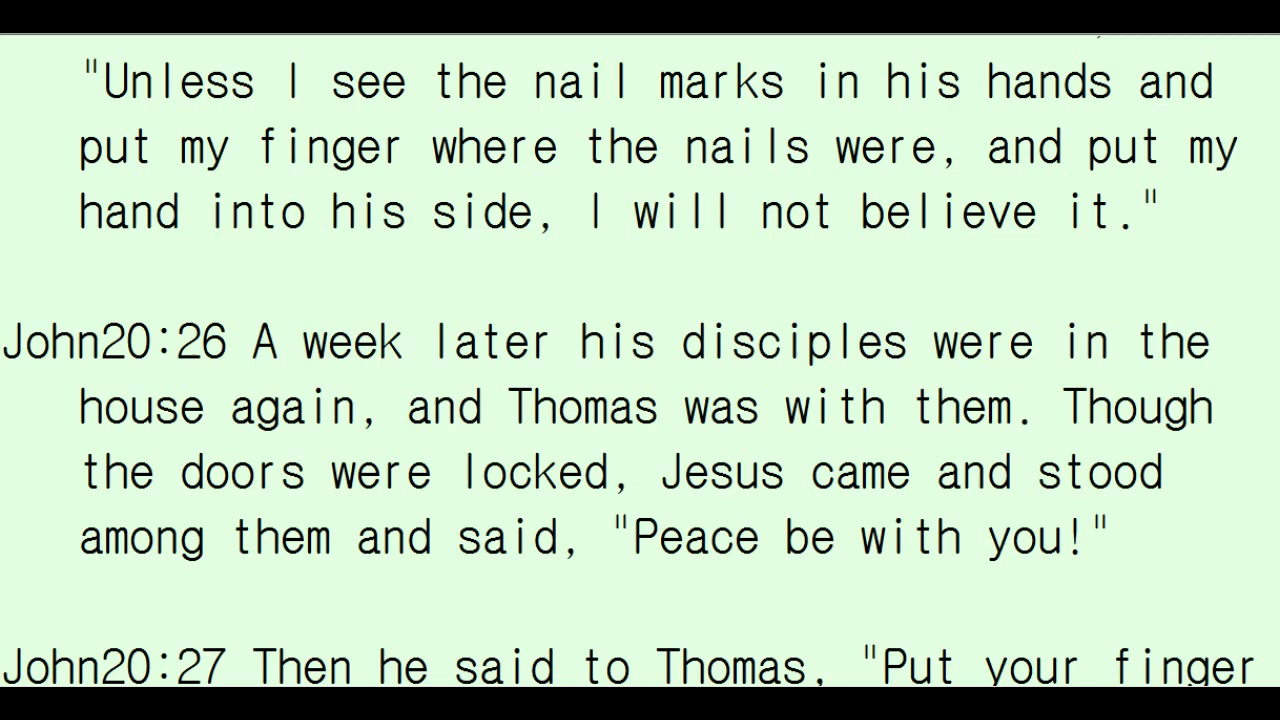 "Unless I see the nail marks in his hands and
put my finger where the nails were, and put my
hand into his side, I will not believe it."
John20:26 A week later his disciples were in the
house again, and Thomas was with them. Though
the doors were locked, Jesus came and stood
among them and said, "Peace be with you!"
John20:27 Then he said to Thomas, "Put your finger